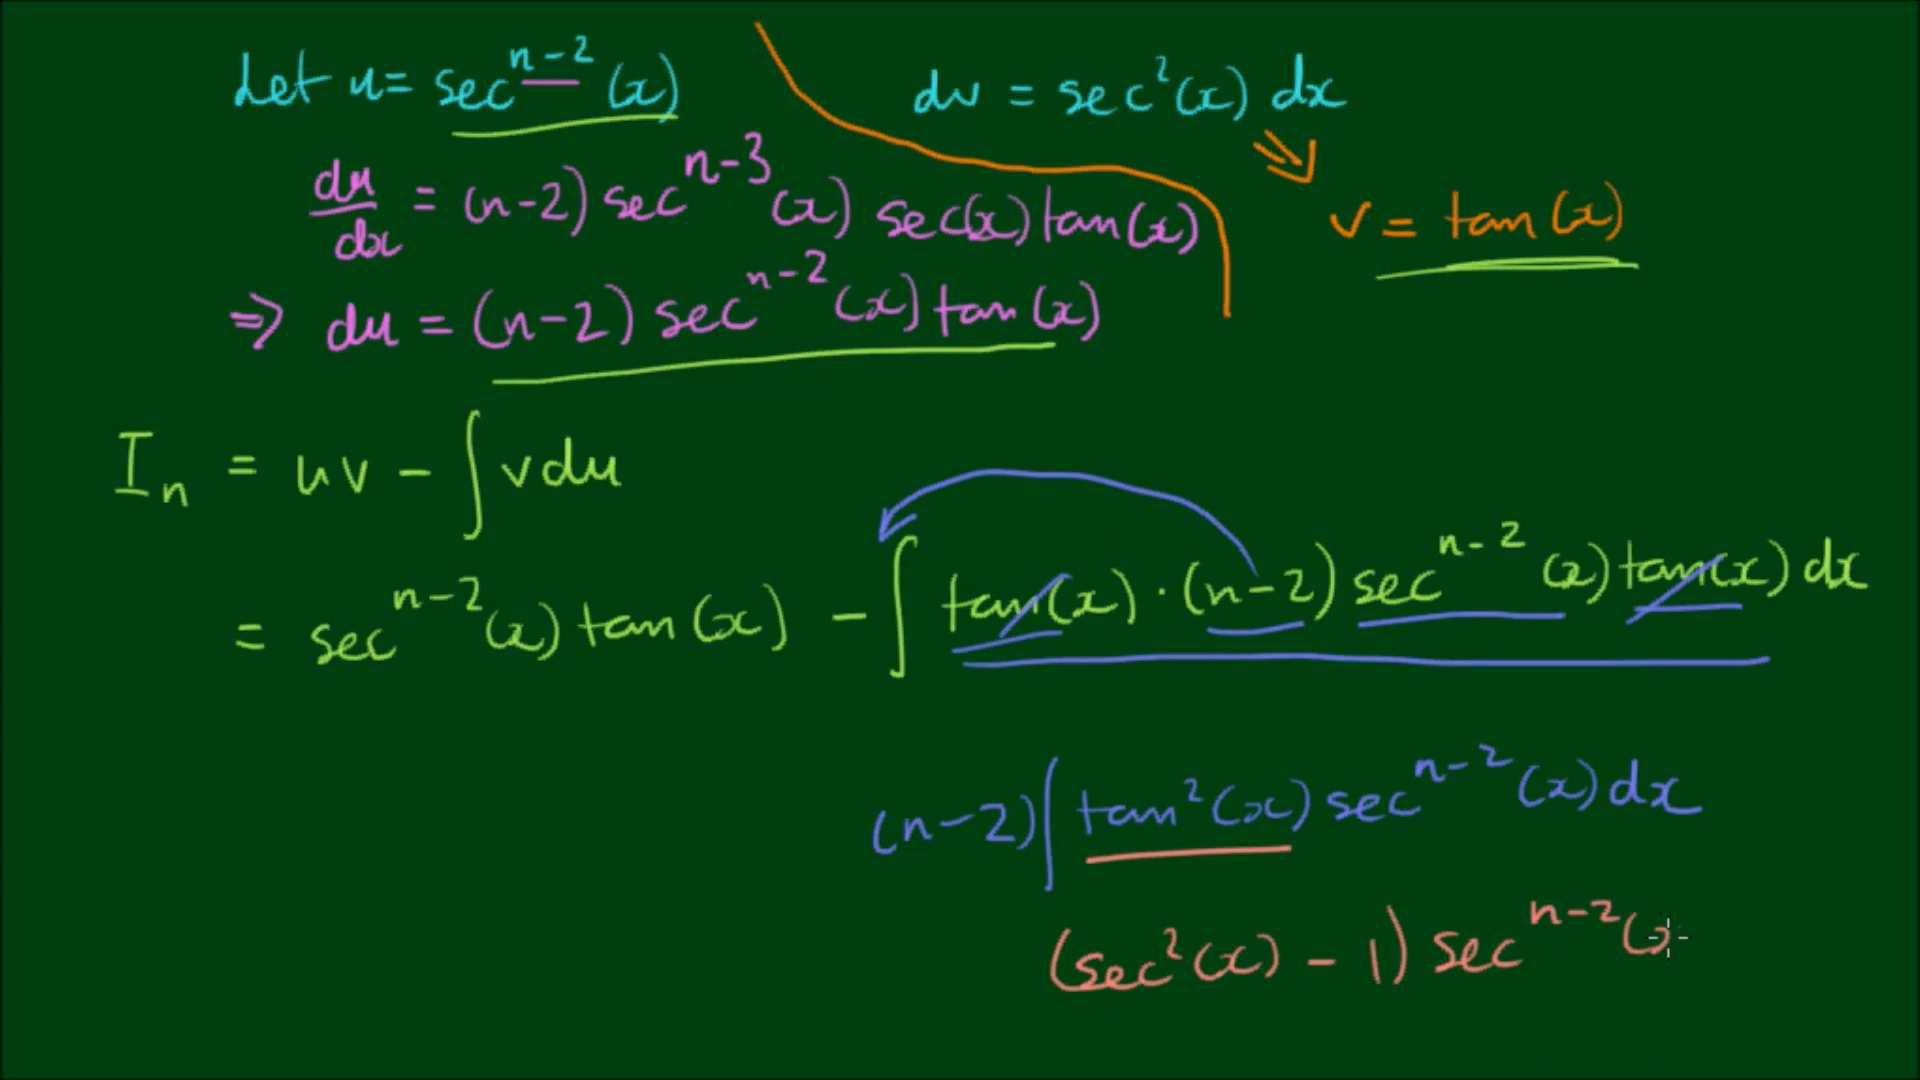 Let u = sec^{n-2}(x)
dv = sec²(x) dx
du/dx = (n-2) sec^{n-3}(x) sec(x) tan(x)
v = tan(x)
⇒ du = (n-2) sec^{n-2}(x) tan(x)
I_n = uv - ∫ v du
= sec^{n-2}(x) tan(x) - ∫ tan(x) · (n-2) sec^{n-2}(x) tan(x) dx
(n-2) ∫ tan²(x) sec^{n-2}(x) dx
(sec²(x) - 1) sec^{n-2}(x